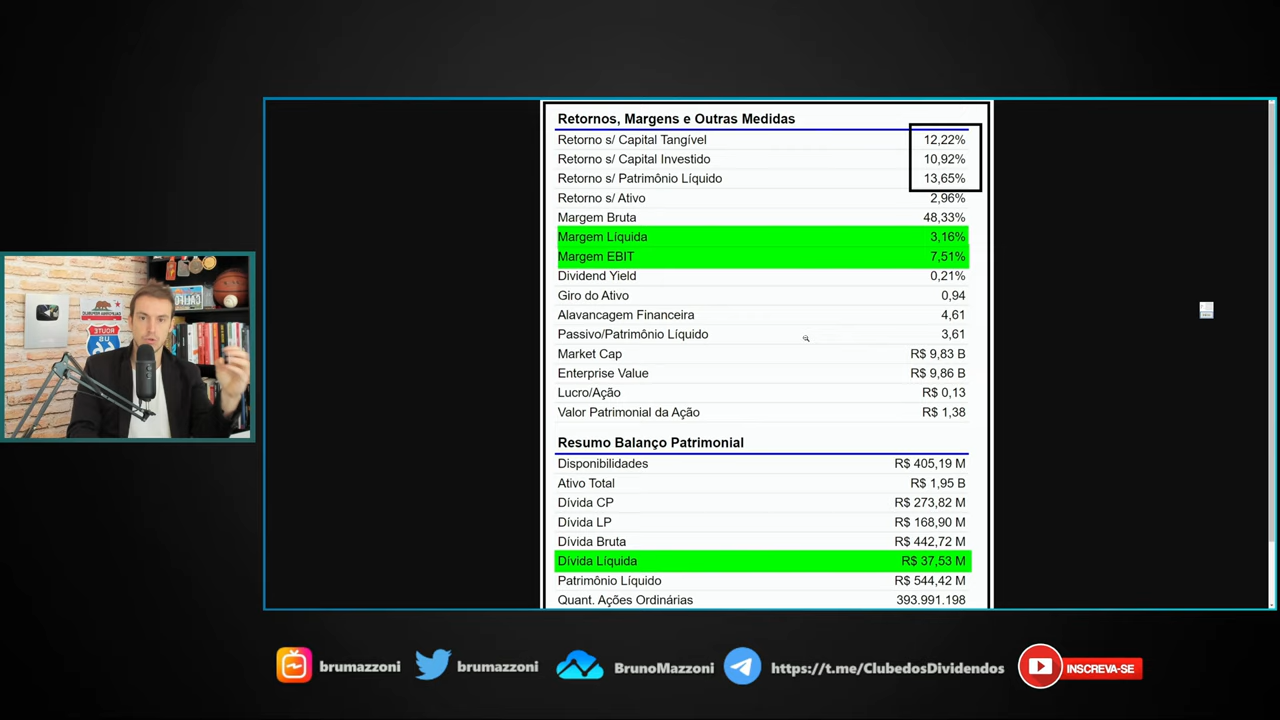 Retornos, Margens e Outras Medidas
Retorno s/ Capital Tangível 12,22%
Retorno s/ Capital Investido 10,92%
Retorno s/ Patrimônio Líquido 13,65%
Retorno s/ Ativo 2,96%
Margem Bruta 48,33%
Margem Líquida 3,16%
Margem EBIT 7,51%
Dividend Yield 0,21%
Giro do Ativo 0,94
Alavancagem Financeira 4,61
Passivo/Patrimônio Líquido 3,61
Market Cap R$ 9,83 B
Enterprise Value R$ 9,86 B
Lucro/Ação R$ 0,13
Valor Patrimonial da Ação R$ 1,38
Resumo Balanço Patrimonial
Disponibilidades R$ 405,19 M
Ativo Total R$ 1,95 B
Dívida CP R$ 273,82 M
Dívida LP R$ 168,90 M
Dívida Bruta R$ 442,72 M
Dívida Líquida R$ 37,53 M
Patrimônio Líquido R$ 544,42 M
Quant. Ações Ordinárias 393.991.198
brumazzoni brumazzoni BrunoMazzoni https://t.me/ClubedosDividendos INSCREVA-SE